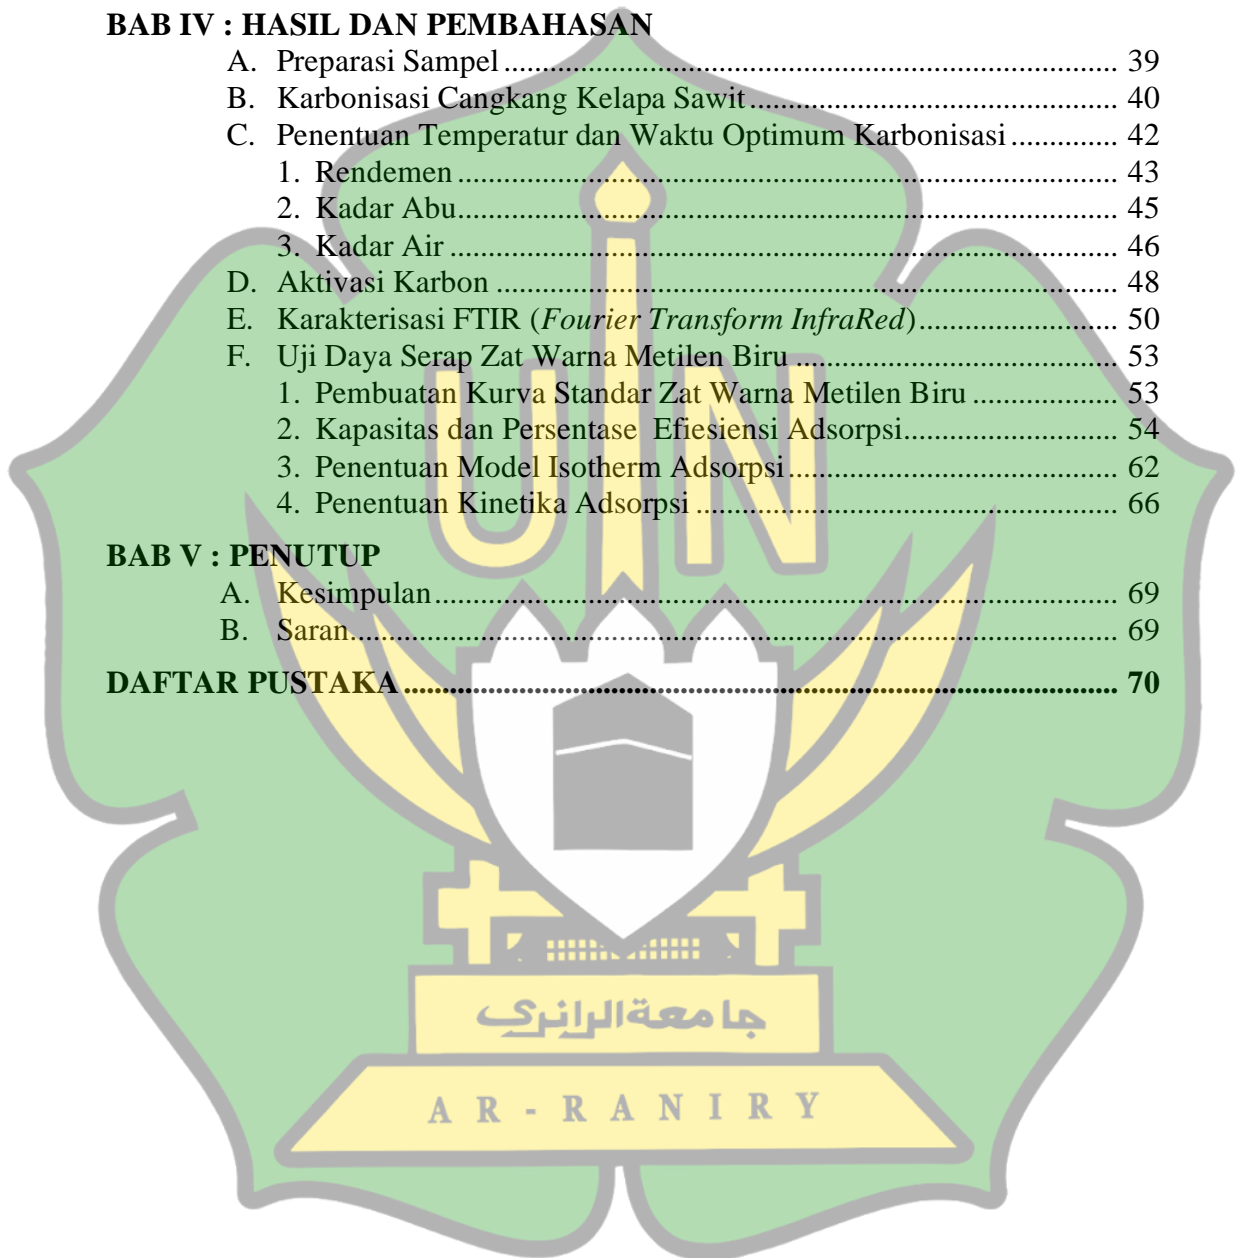 BAB IV : HASIL DAN PEMBAHASAN
A. Preparasi Sampel ........................ 39
B. Karbonisasi Cangkang Kelapa Sawit ........................ 40
C. Penentuan Temperatur dan Waktu Optimum Karbonisasi .............. 42
1. Rendemen ........................ 43
2. Kadar Abu ........................ 45
3. Kadar Air ........................ 46
D. Aktivasi Karbon ........................ 48
E. Karakterisasi FTIR (Fourier Transform InfraRed) ........................ 50
F. Uji Daya Serap Zat Warna Metilen Biru ........................ 53
1. Pembuatan Kurva Standar Zat Warna Metilen Biru ................... 53
2. Kapasitas dan Persentase Efiesiensi Adsorpsi ........................ 54
3. Penentuan Model Isotherm Adsorpsi ........................ 62
4. Penentuan Kinetika Adsorpsi ........................ 66
UIN
BAB V : PENUTUP
A. Kesimpulan ........................ 69
B. Saran ........................ 69
DAFTAR PUSTAKA ........................ 70
جامعة الرانري
AR-RANIRY